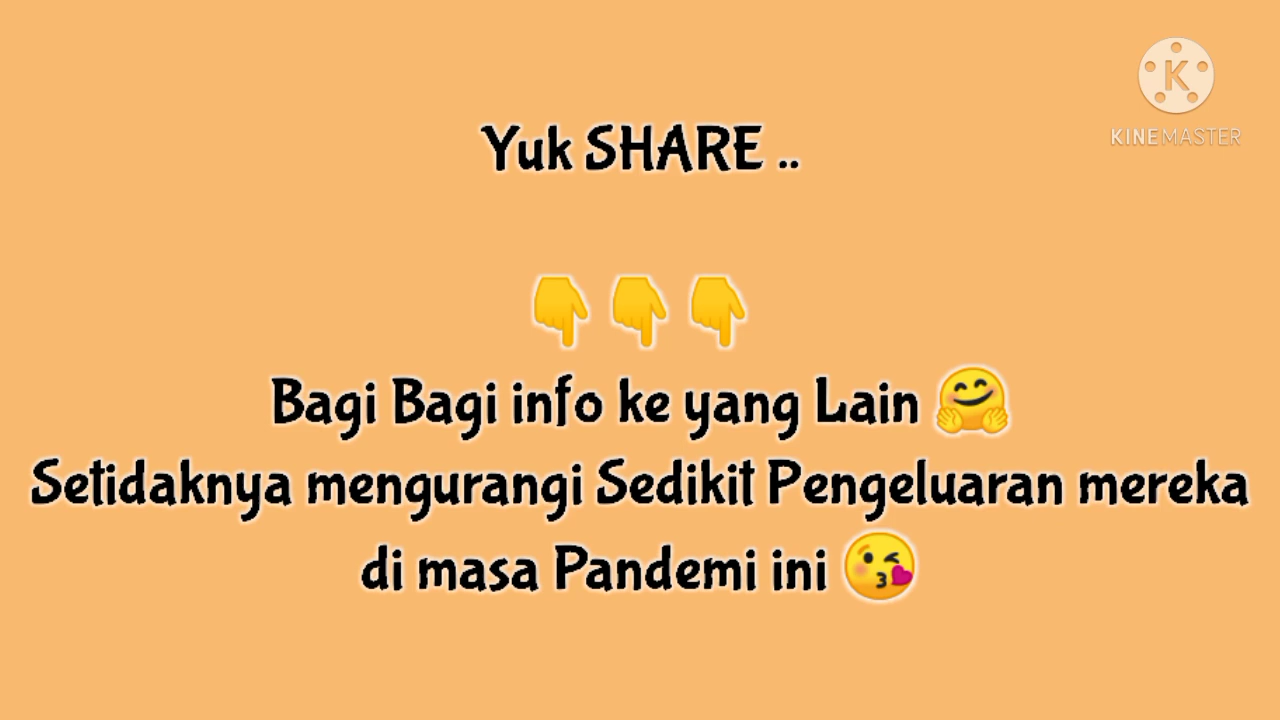 K
KINEMASTER
Yuk SHARE ..
👇👇👇
Bagi Bagi info ke yang Lain 🤗
Setidaknya mengurangi Sedikit Pengeluaran mereka
di masa Pandemi ini 😘